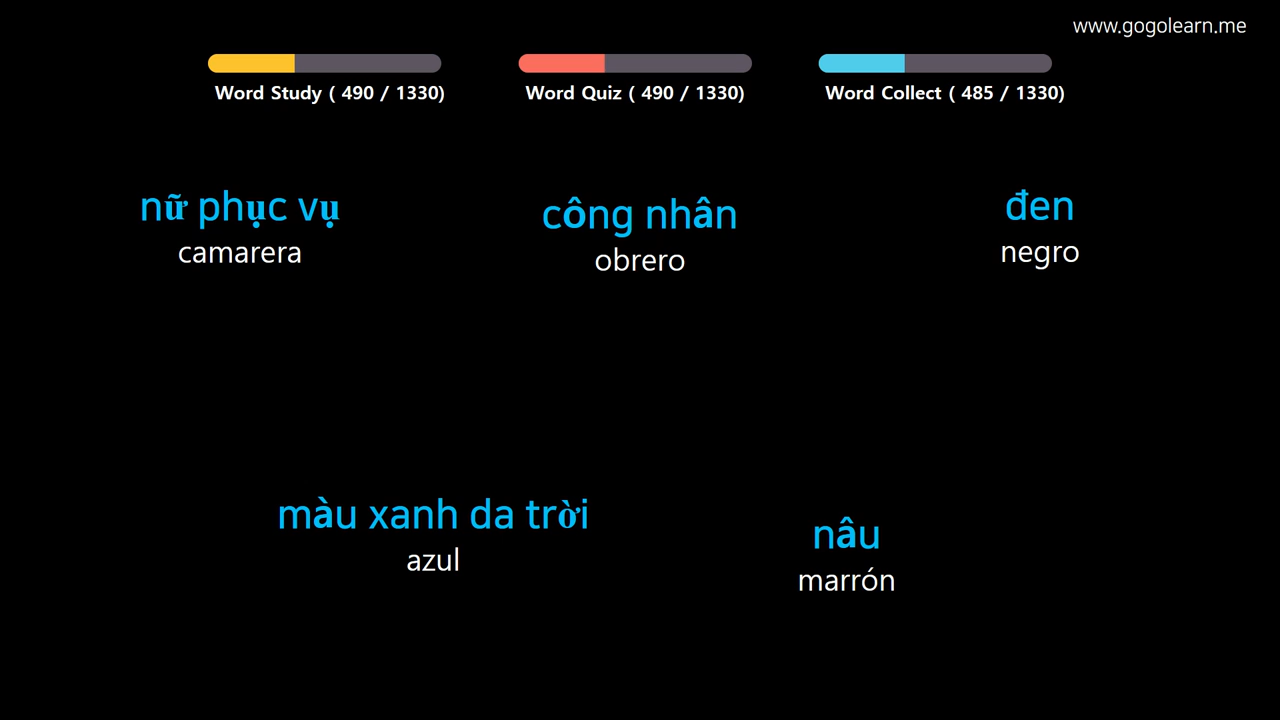 www.gogolearn.me
Word Study ( 490 / 1330)
Word Quiz ( 490 / 1330)
Word Collect ( 485 / 1330)
nữ phục vụ
camarera
công nhân
obrero
đen
negro
màu xanh da trời
azul
nâu
marrón